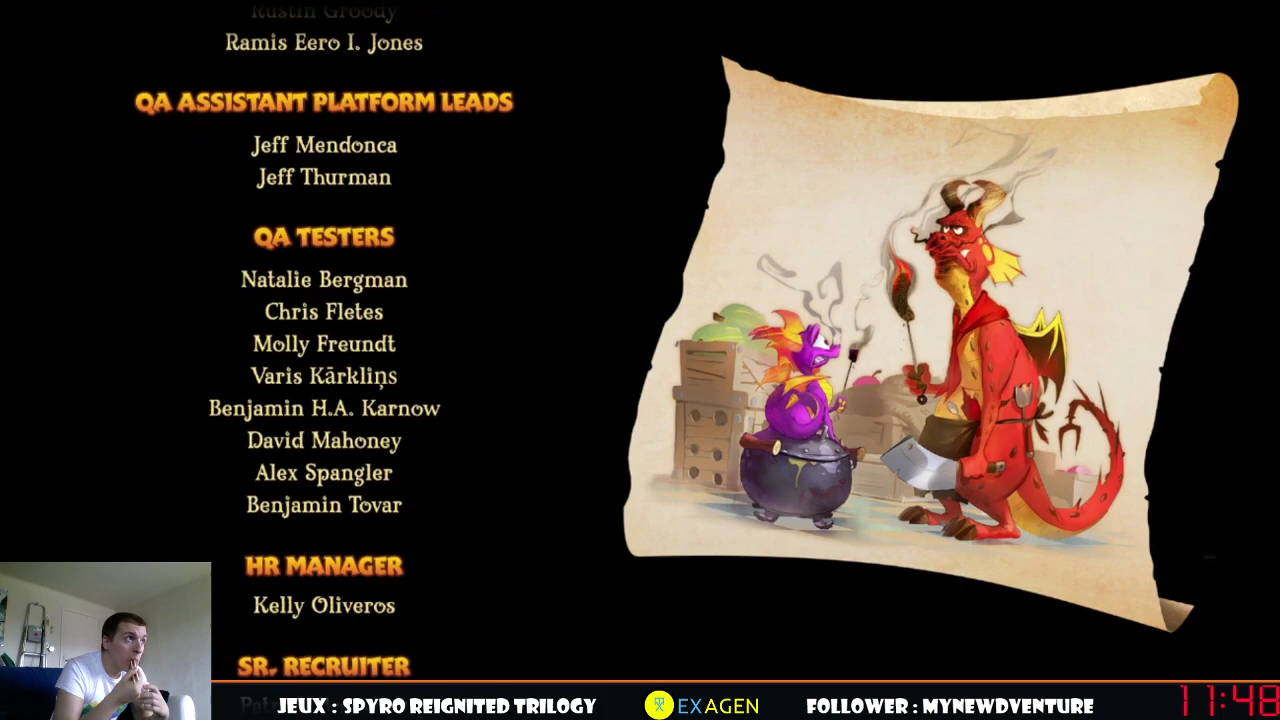 Rustin Groody
Ramis Eero I. Jones
QA ASSISTANT PLATFORM LEADS
Jeff Mendonca
Jeff Thurman
QA TESTERS
Natalie Bergman
Chris Fletes
Molly Freundt
Varis Kārkliņs
Benjamin H.A. Karnow
David Mahoney
Alex Spangler
Benjamin Tovar
HR MANAGER
Kelly Oliveros
SR. RECRUITER
JEUX : SPYRO REIGNITED TRILOGY EXAGEN FOLLOWER : MYNEWDVENTURE 11:48